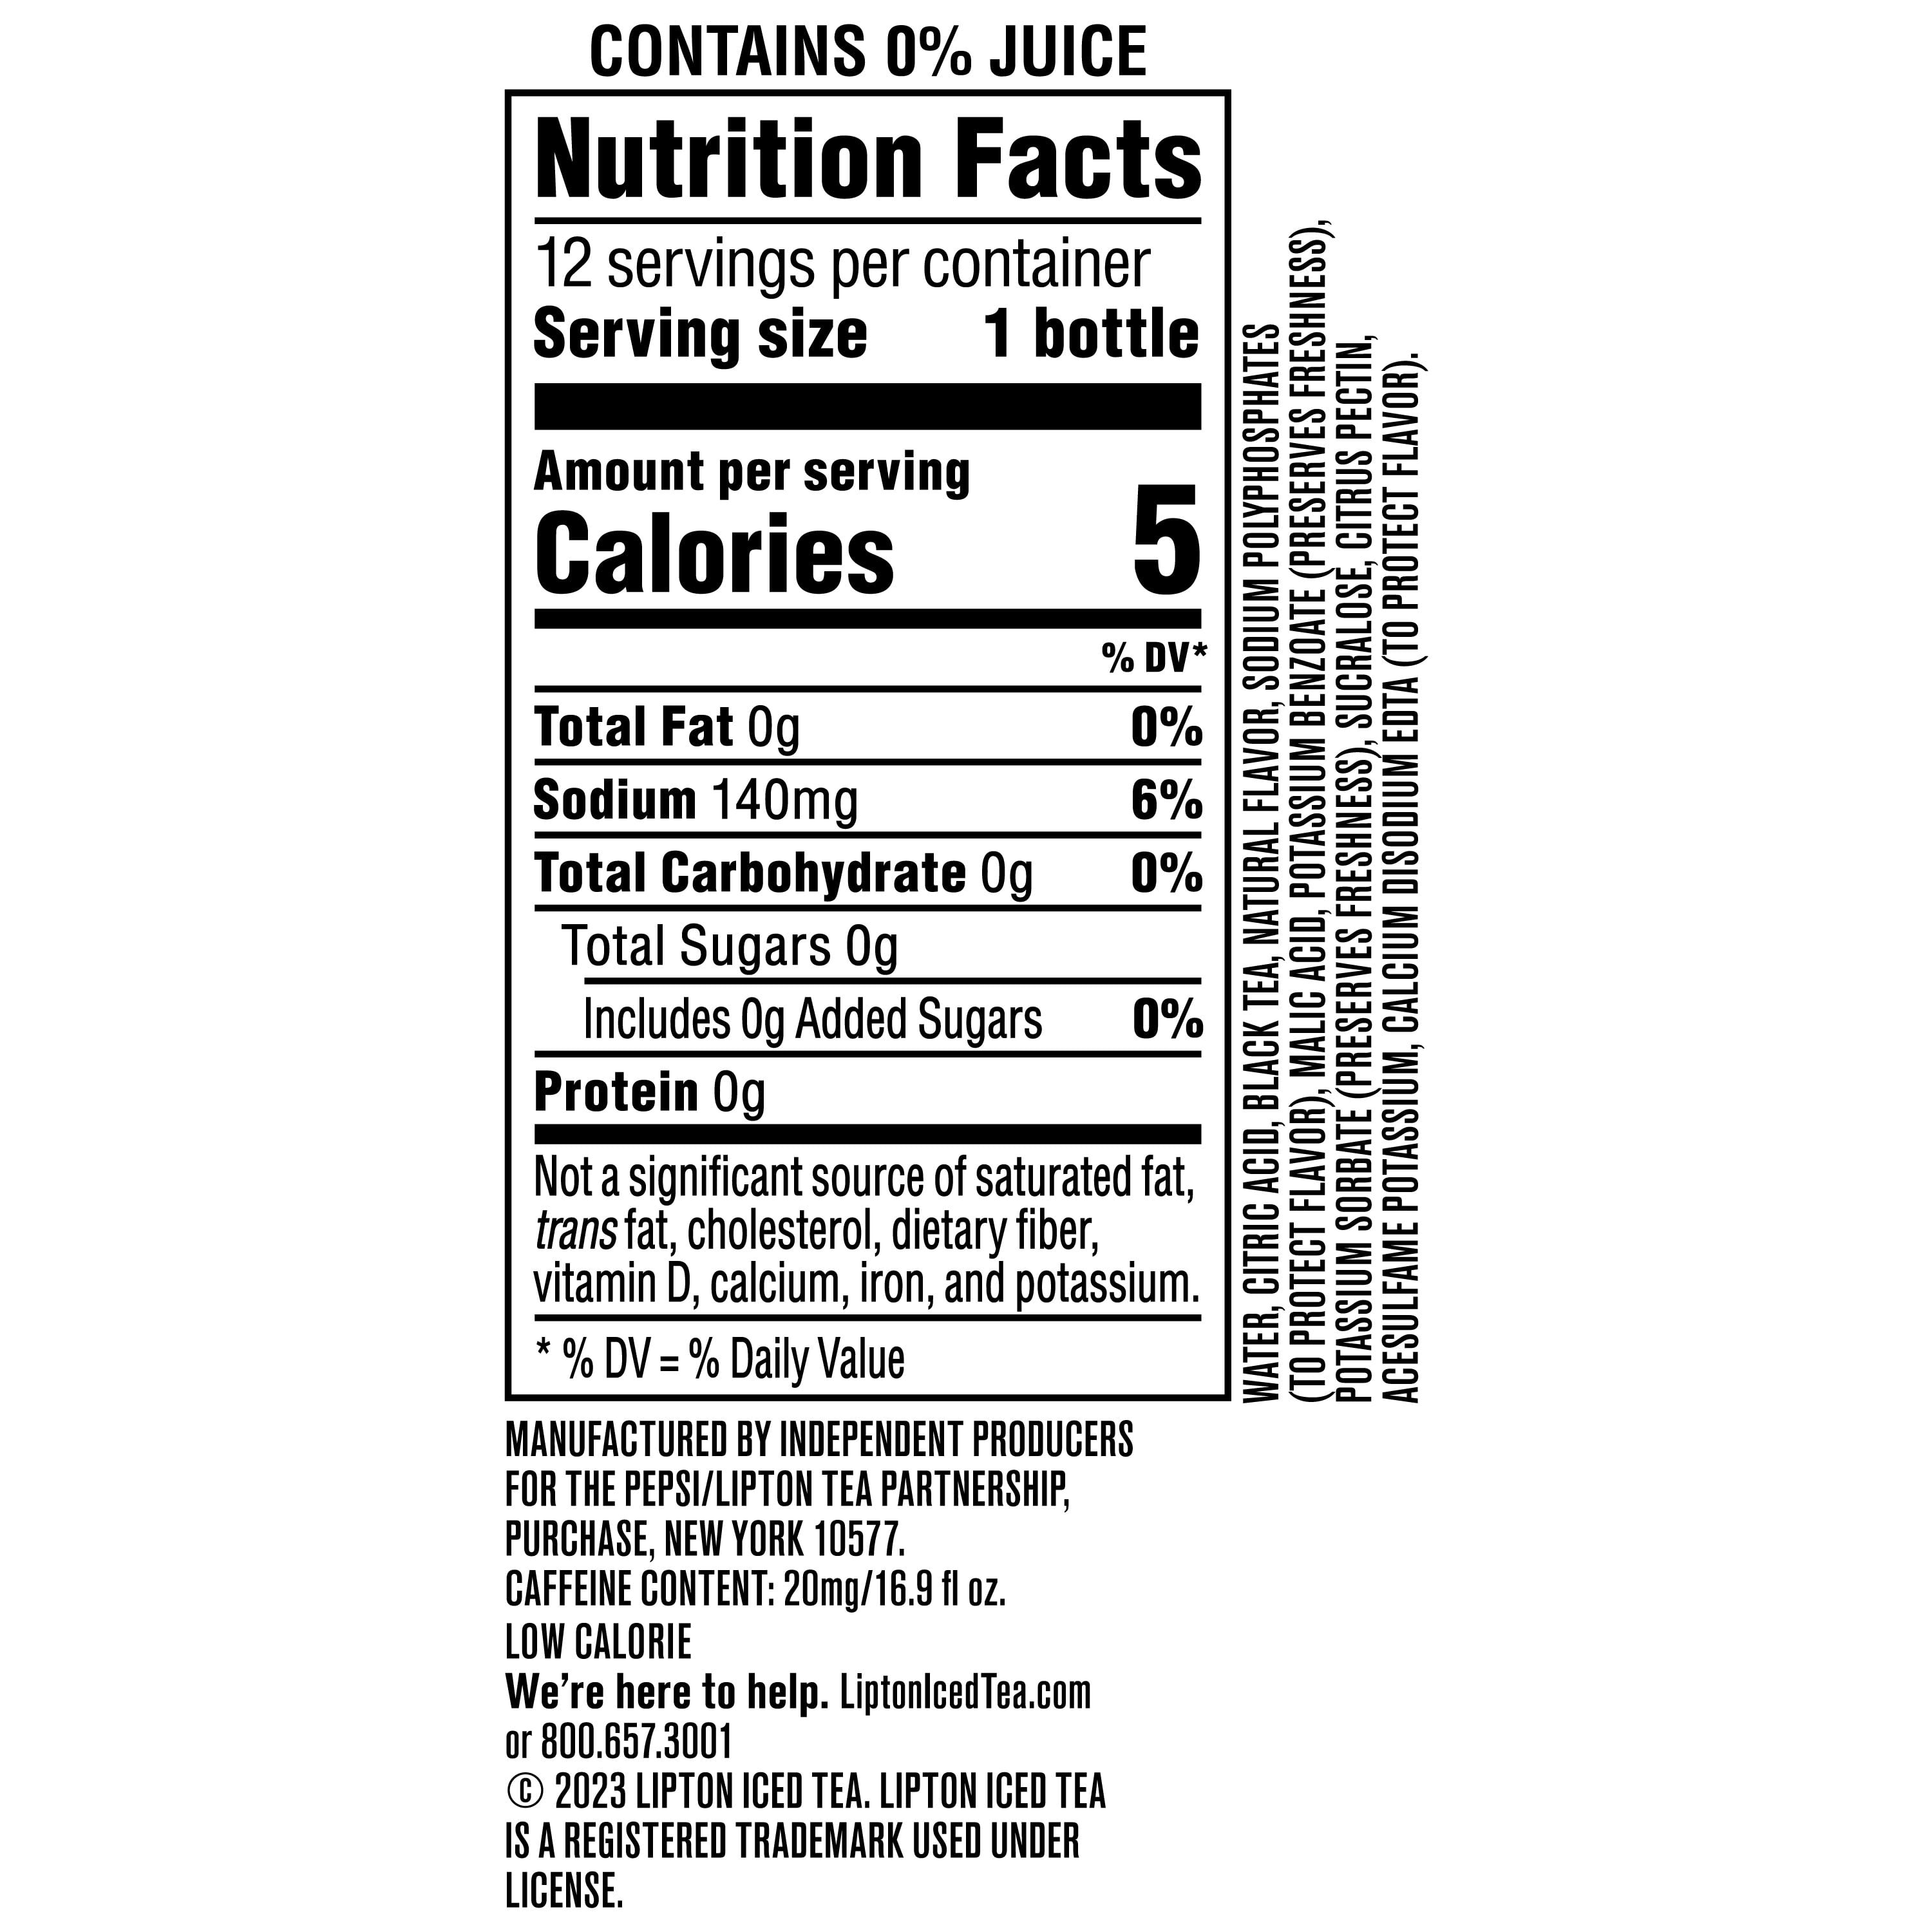 CONTAINS 0% JUICE
Nutrition Facts
12 servings per container
Serving size 1 bottle
Amount per serving
Calories 5
% DV*
Total Fat 0g 0%
Sodium 140mg 6%
Total Carbohydrate 0g 0%
Total Sugars 0g
Includes 0g Added Sugars 0%
Protein 0g
Not a significant source of saturated fat,
trans fat, cholesterol, dietary fiber,
vitamin D, calcium, iron, and potassium.
* % DV = % Daily Value
WATER, CITRIC ACID, BLACK TEA, NATURAL FLAVOR, SODIUM POLYPHOSPHATES
(TO PROTECT FLAVOR), MALIC ACID, POTASSIUM BENZOATE (PRESERVES FRESHNESS),
POTASSIUM SORBATE (PRESERVES FRESHNESS), SUCRALOSE, CITRUS PECTIN,
ACESULFAME POTASSIUM, CALCIUM DISODIUM EDTA (TO PROTECT FLAVOR).
MANUFACTURED BY INDEPENDENT PRODUCERS
FOR THE PEPSI/LIPTON TEA PARTNERSHIP,
PURCHASE, NEW YORK 10577.
CAFFEINE CONTENT: 20mg/16.9 fl oz.
LOW CALORIE
We're here to help. LiptonIcedTea.com
or 800.657.3001
© 2023 LIPTON ICED TEA. LIPTON ICED TEA
IS A REGISTERED TRADEMARK USED UNDER
LICENSE.